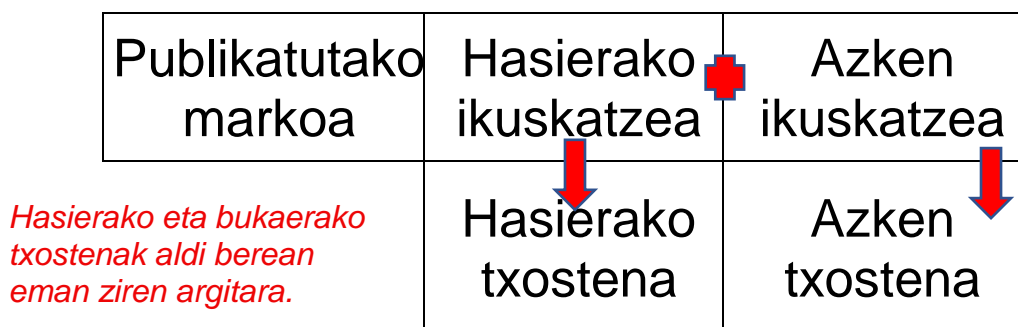 Publikatutako
markoa
Hasierako
ikuskatzea
Azken
ikuskatzea
Hasierako eta bukaerako
txostenak aldi berean
eman ziren argitara.
Hasierako
txostena
Azken
txostena